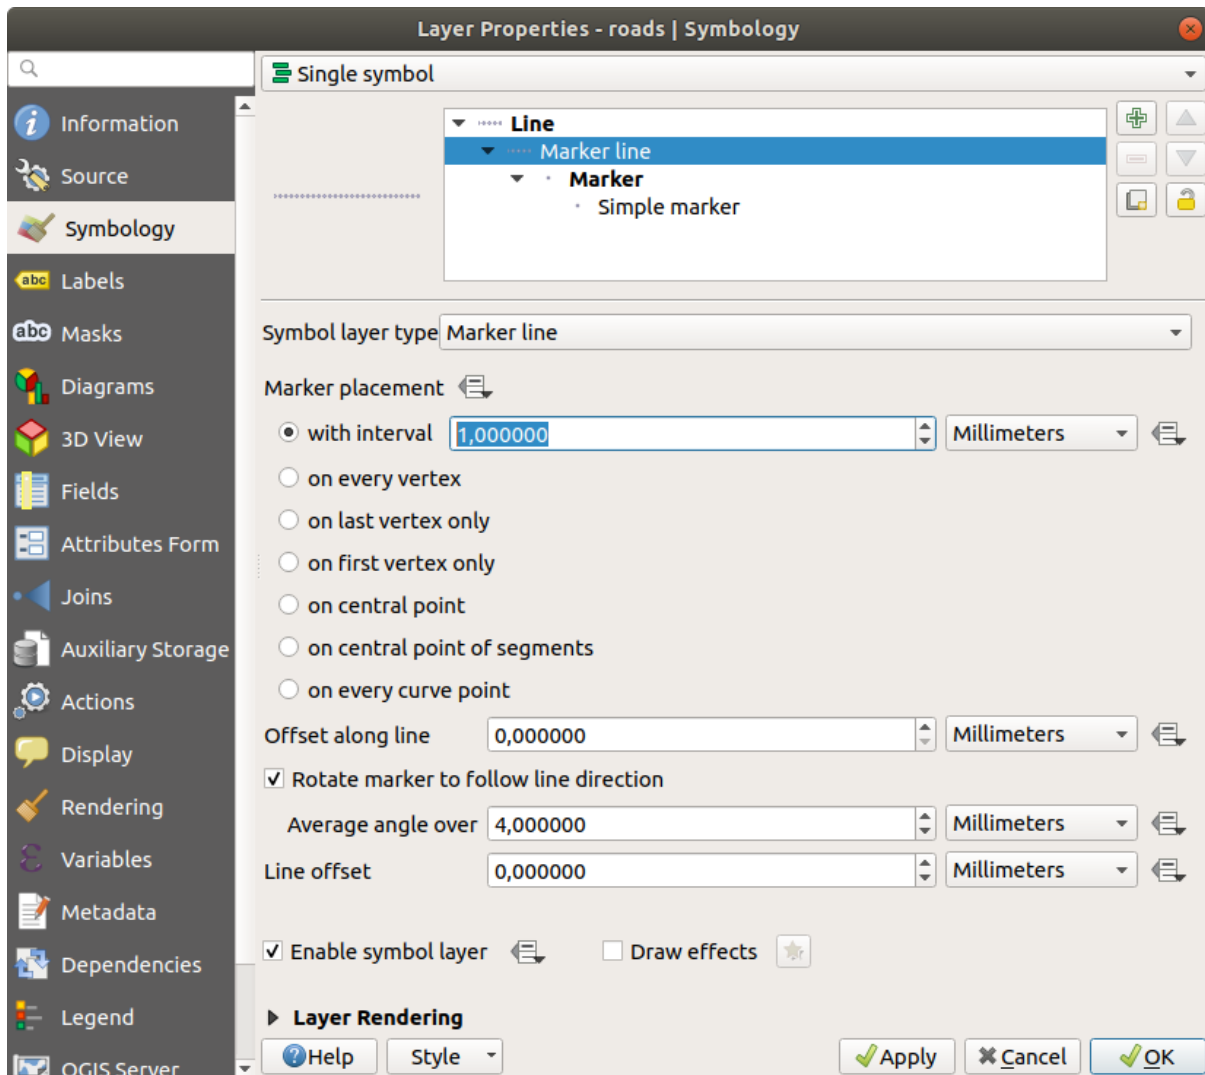 Layer Properties - roads | Symbology
Single symbol
Information
Source
Symbology
Labels
Masks
Diagrams
3D View
Fields
Attributes Form
Joins
Auxiliary Storage
Actions
Display
Rendering
Variables
Metadata
Dependencies
Legend
QGIS Server
Line
Marker line
Marker
Simple marker
Symbol layer type Marker line
Marker placement
with interval 1,000000 Millimeters
on every vertex
on last vertex only
on first vertex only
on central point
on central point of segments
on every curve point
Offset along line 0,000000 Millimeters
Rotate marker to follow line direction
Average angle over 4,000000 Millimeters
Line offset 0,000000 Millimeters
Enable symbol layer Draw effects
Layer Rendering
Help Style Apply Cancel OK
abc
abc